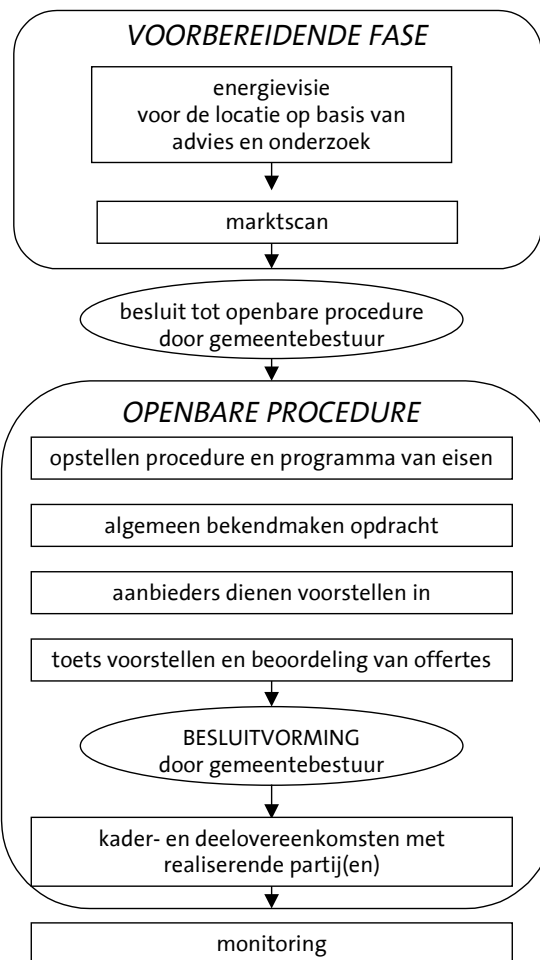 VOORBEREIDENDE FASE
energievisie
voor de locatie op basis van
advies en onderzoek
marktscan
besluit tot openbare procedure
door gemeentebestuur
OPENBARE PROCEDURE
opstellen procedure en programma van eisen
algemeen bekendmaken opdracht
aanbieders dienen voorstellen in
toets voorstellen en beoordeling van offertes
BESLUITVORMING
door gemeentebestuur
kader- en deelovereenkomsten met
realiserende partij(en)
monitoring